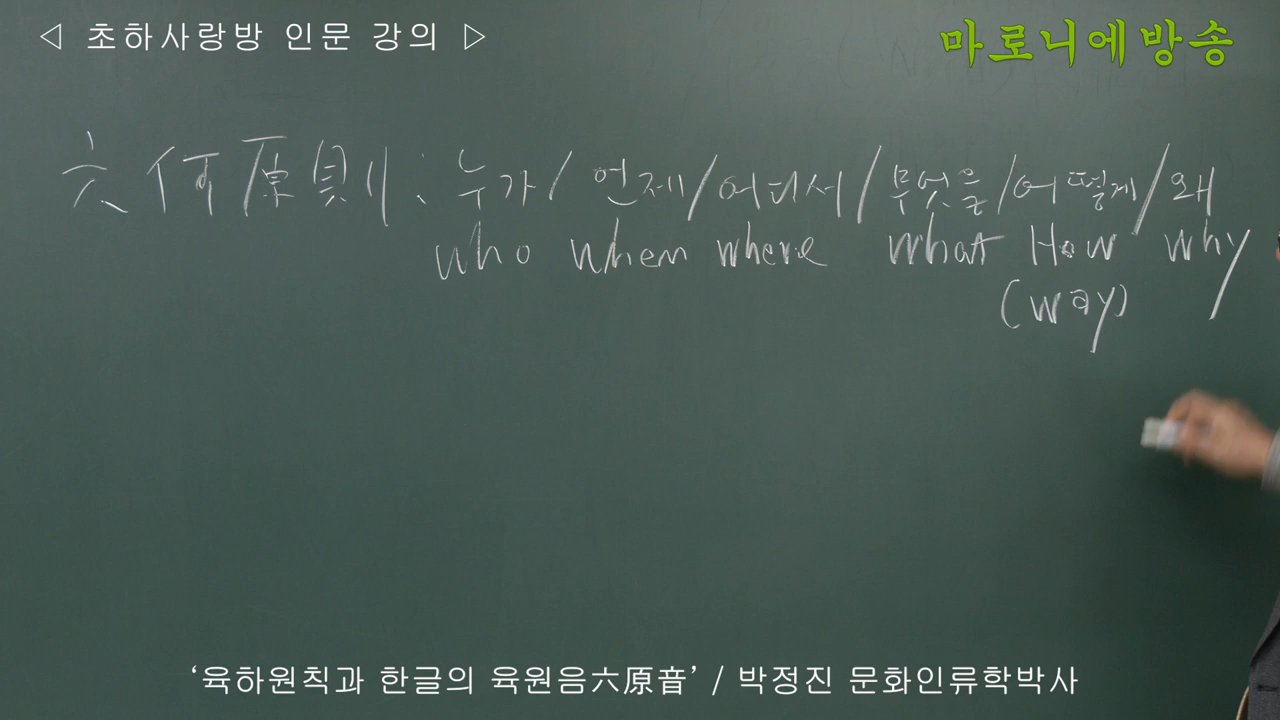 ◁ 초하사랑방 인문 강의 ▷
마로니에방송
六何原則 : 누가 / 언제 / 어디서 / 무엇을 / 어떻게 / 왜
who when where what How why
(way)
‘육하원칙과 한글의 육원음六原音’ / 박정진 문화인류학박사